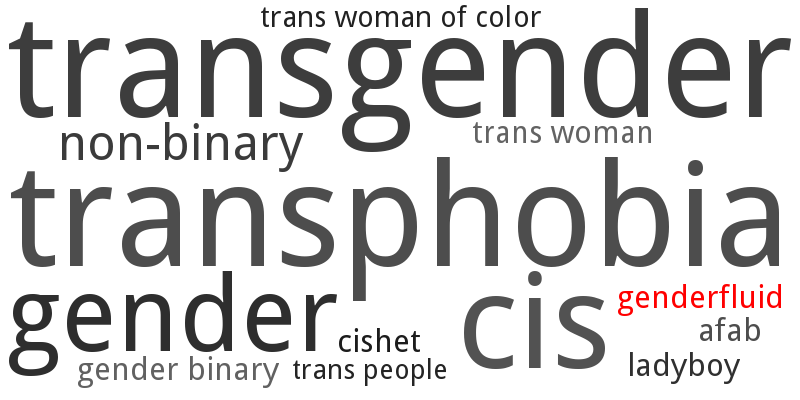 trans woman of color
transgender
non-binary
trans woman
transphobia
gender
cis
genderfluid
afab
cishet
ladyboy
gender binary
trans people